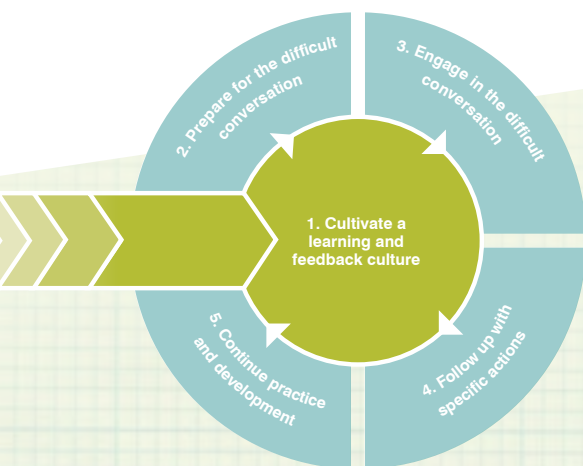 1. Cultivate a
learning and
feedback culture
2. Prepare for the difficult
conversation
3. Engage in the difficult
conversation
4. Follow up with
specific actions
5. Continue practice
and development